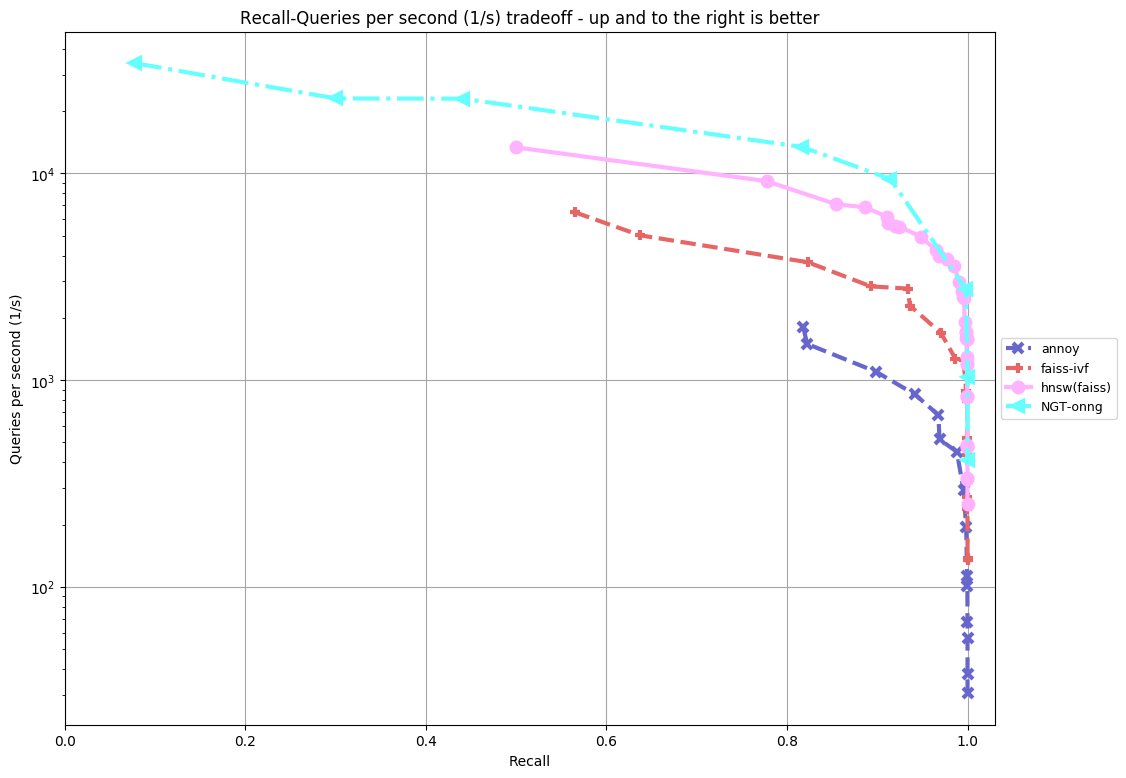 Recall-Queries per second (1/s) tradeoff - up and to the right is better
Queries per second (1/s)
10^4
10^3
10^2
0.0 0.2 0.4 0.6 0.8 1.0
Recall
annoy
faiss-ivf
hnsw(faiss)
NGT-onng